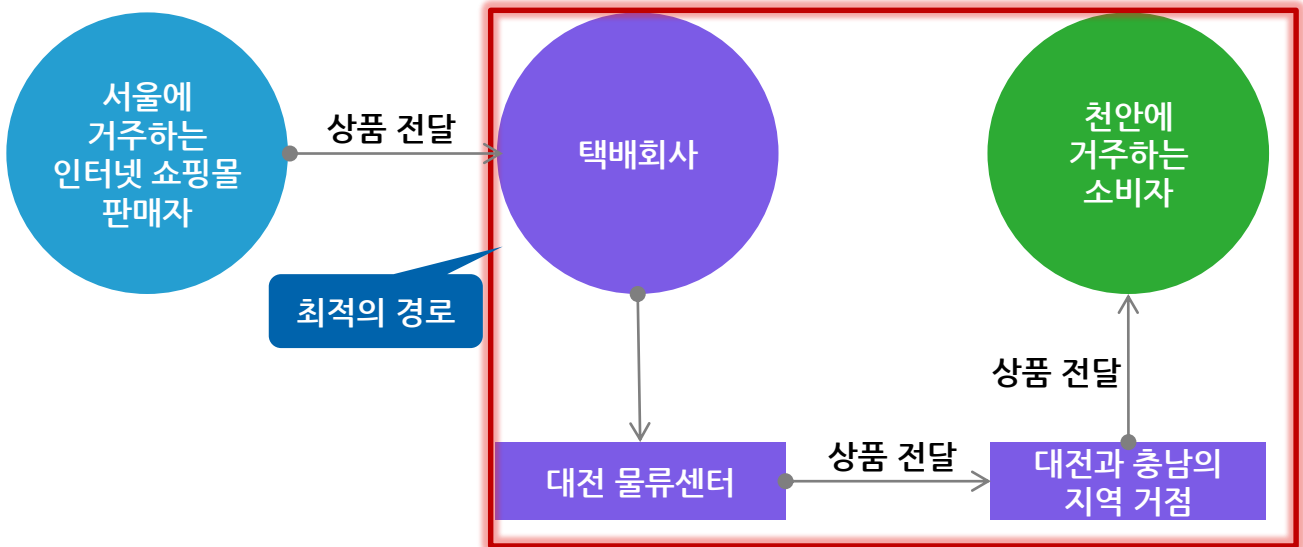 서울에
거주하는
인터넷 쇼핑몰
판매자
상품 전달
택배회사
천안에
거주하는
소비자
최적의 경로
상품 전달
대전 물류센터
상품 전달
대전과 충남의
지역 거점